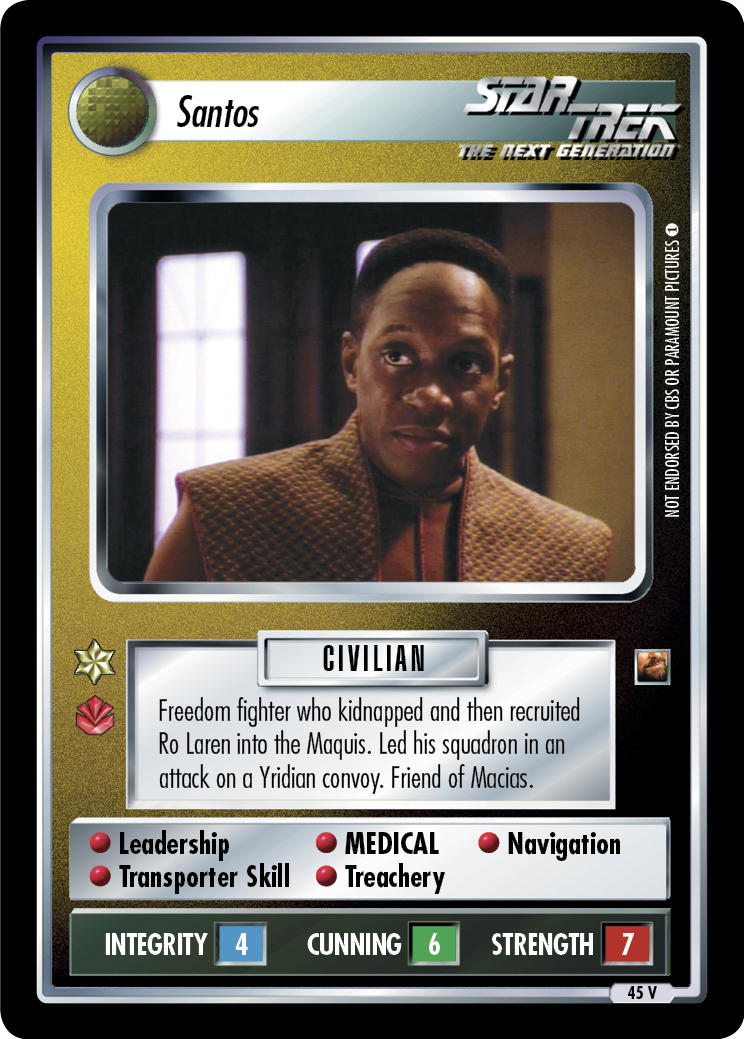 Santos
STAR TREK
THE NEXT GENERATION
NOT ENDORSED BY CBS OR PARAMOUNT PICTURES 1
CIVILIAN
Freedom fighter who kidnapped and then recruited
Ro Laren into the Maquis. Led his squadron in an
attack on a Yridian convoy. Friend of Macias.
Leadership MEDICAL Navigation
Transporter Skill Treachery
INTEGRITY 4 CUNNING 6 STRENGTH 7
45 V